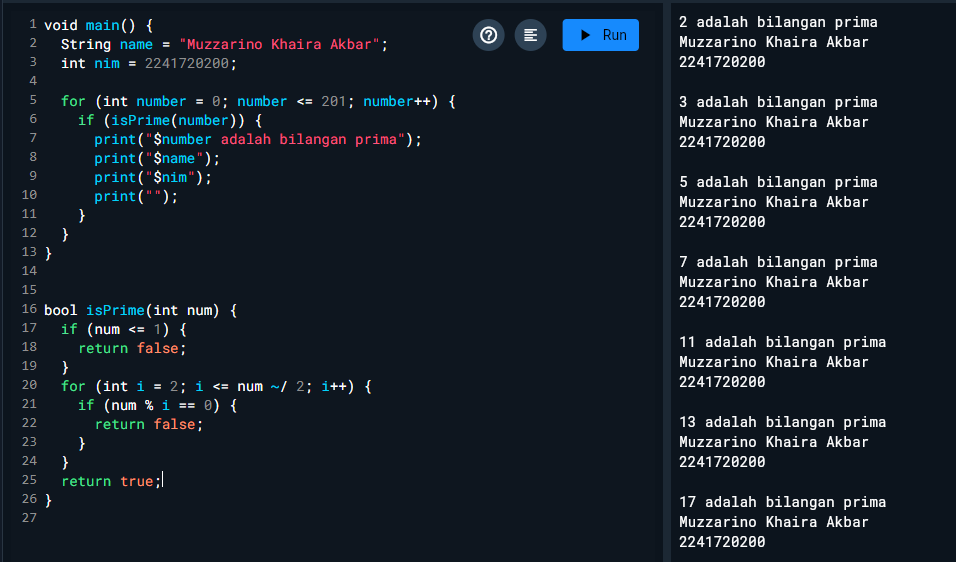 1 void main() {
2   String name = "Muzzarino Khaira Akbar";
3   int nim = 2241720200;
4
5   for (int number = 0; number <= 201; number++) {
6     if (isPrime(number)) {
7       print("$number adalah bilangan prima");
8       print("$name");
9       print("$nim");
10       print("");
11     }
12   }
13 }
14
15
16 bool isPrime(int num) {
17   if (num <= 1) {
18     return false;
19   }
20   for (int i = 2; i <= num ~/ 2; i++) {
21     if (num % i == 0) {
22       return false;
23     }
24   }
25   return true;
26 }
27
Run
2 adalah bilangan prima
Muzzarino Khaira Akbar
2241720200
3 adalah bilangan prima
Muzzarino Khaira Akbar
2241720200
5 adalah bilangan prima
Muzzarino Khaira Akbar
2241720200
7 adalah bilangan prima
Muzzarino Khaira Akbar
2241720200
11 adalah bilangan prima
Muzzarino Khaira Akbar
2241720200
13 adalah bilangan prima
Muzzarino Khaira Akbar
2241720200
17 adalah bilangan prima
Muzzarino Khaira Akbar
2241720200